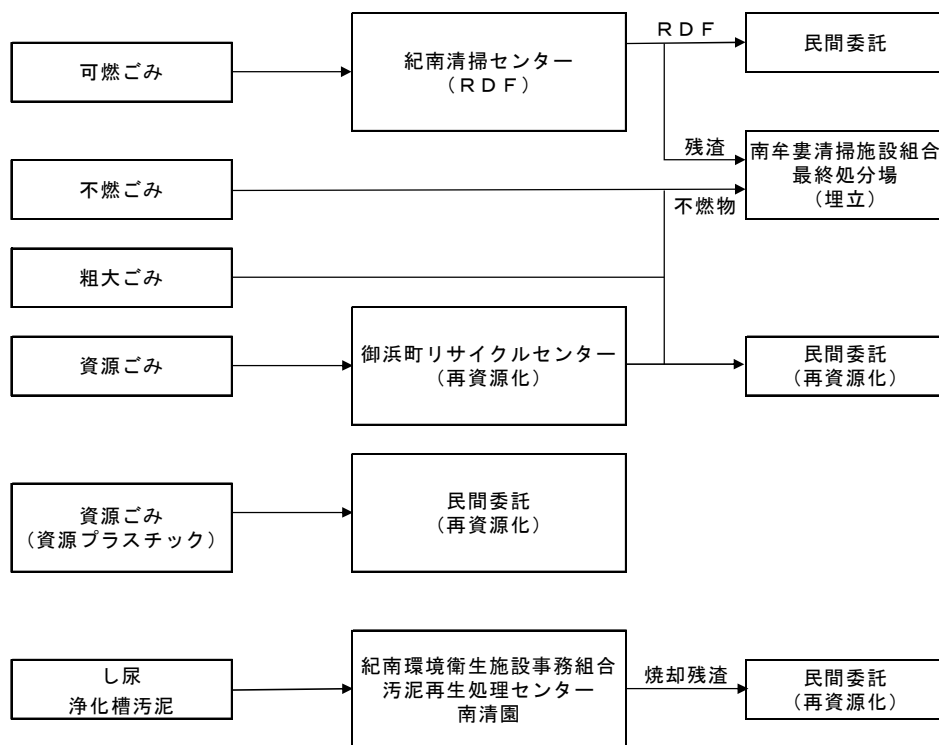 可燃ごみ
紀南清掃センター
（ＲＤＦ）
ＲＤＦ
民間委託
残渣
南牟婁清掃施設組合
最終処分場
（埋立）
不燃ごみ
不燃物
粗大ごみ
資源ごみ
御浜町リサイクルセンター
（再資源化）
民間委託
（再資源化）
資源ごみ
（資源プラスチック）
民間委託
（再資源化）
し尿
浄化槽汚泥
紀南環境衛生施設事務組合
汚泥再生処理センター
南清園
焼却残渣
民間委託
（再資源化）